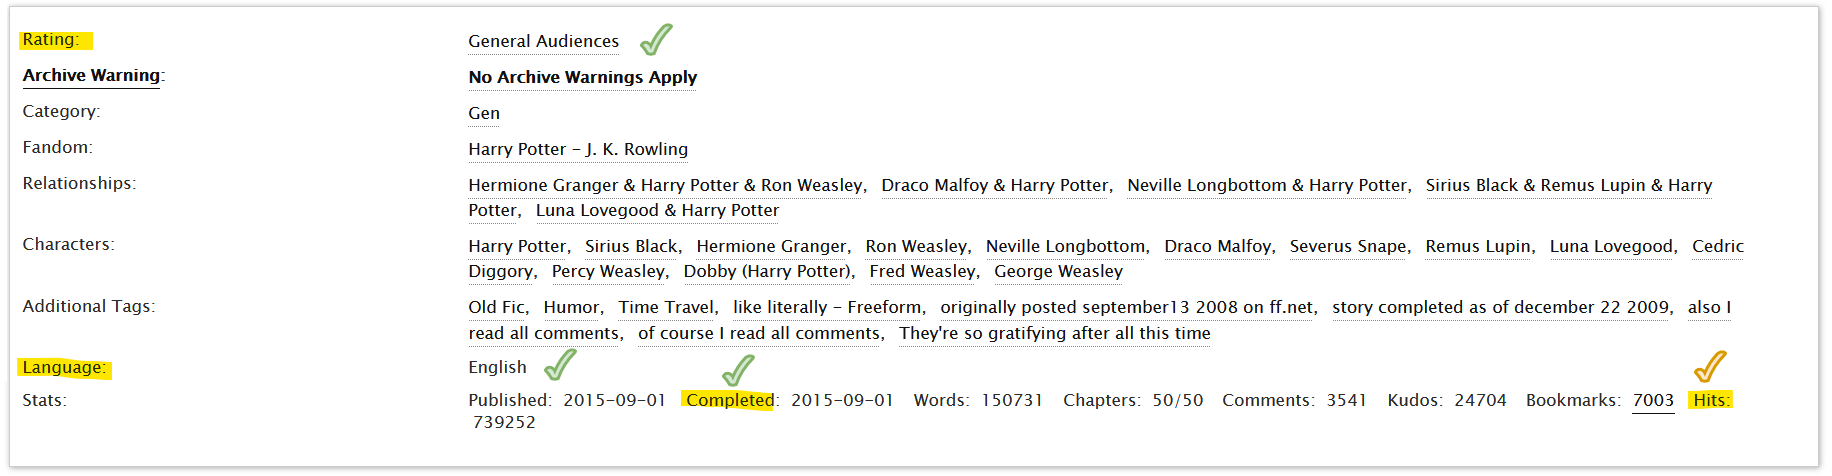 Rating: General Audiences
Archive Warning: No Archive Warnings Apply
Category: Gen
Fandom: Harry Potter - J. K. Rowling
Relationships: Hermione Granger & Harry Potter & Ron Weasley, Draco Malfoy & Harry Potter, Neville Longbottom & Harry Potter, Sirius Black & Remus Lupin & Harry
Potter, Luna Lovegood & Harry Potter
Characters: Harry Potter, Sirius Black, Hermione Granger, Ron Weasley, Neville Longbottom, Draco Malfoy, Severus Snape, Remus Lupin, Luna Lovegood, Cedric
Diggory, Percy Weasley, Dobby (Harry Potter), Fred Weasley, George Weasley
Additional Tags: Old Fic, Humor, Time Travel, like literally - Freeform, originally posted september13 2008 on ff.net, story completed as of december 22 2009, also I
read all comments, of course I read all comments, They're so gratifying after all this time
Language: English
Stats: Published: 2015-09-01 Completed: 2015-09-01 Words: 150731 Chapters: 50/50 Comments: 3541 Kudos: 24704 Bookmarks: 7003 Hits:
739252